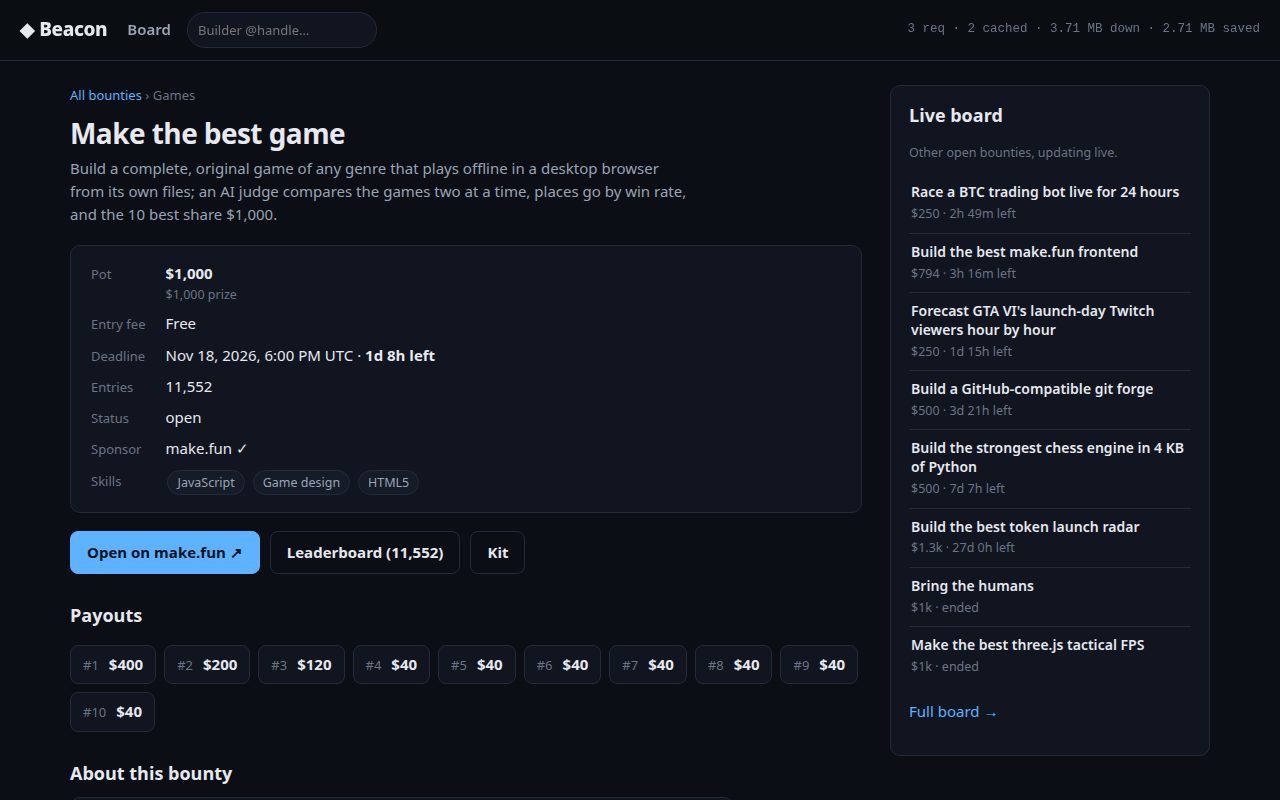 ◆ Beacon Board Builder @handle... 3 req · 2 cached · 3.71 MB down · 2.71 MB saved
All bounties › Games
Make the best game
Build a complete, original game of any genre that plays offline in a desktop browser
from its own files; an AI judge compares the games two at a time, places go by win rate,
and the 10 best share $1,000.
Pot $1,000
$1,000 prize
Entry fee Free
Deadline Nov 18, 2026, 6:00 PM UTC · 1d 8h left
Entries 11,552
Status open
Sponsor make.fun ✓
Skills JavaScript Game design HTML5
Open on make.fun ↗ Leaderboard (11,552) Kit
Payouts
#1 $400 #2 $200 #3 $120 #4 $40 #5 $40 #6 $40 #7 $40 #8 $40 #9 $40
#10 $40
About this bounty
Live board
Other open bounties, updating live.
Race a BTC trading bot live for 24 hours
$250 · 2h 49m left
Build the best make.fun frontend
$794 · 3h 16m left
Forecast GTA VI's launch-day Twitch
viewers hour by hour
$250 · 1d 15h left
Build a GitHub-compatible git forge
$500 · 3d 21h left
Build the strongest chess engine in 4 KB
of Python
$500 · 7d 7h left
Build the best token launch radar
$1.3k · 27d 0h left
Bring the humans
$1k · ended
Make the best three.js tactical FPS
$1k · ended
Full board →